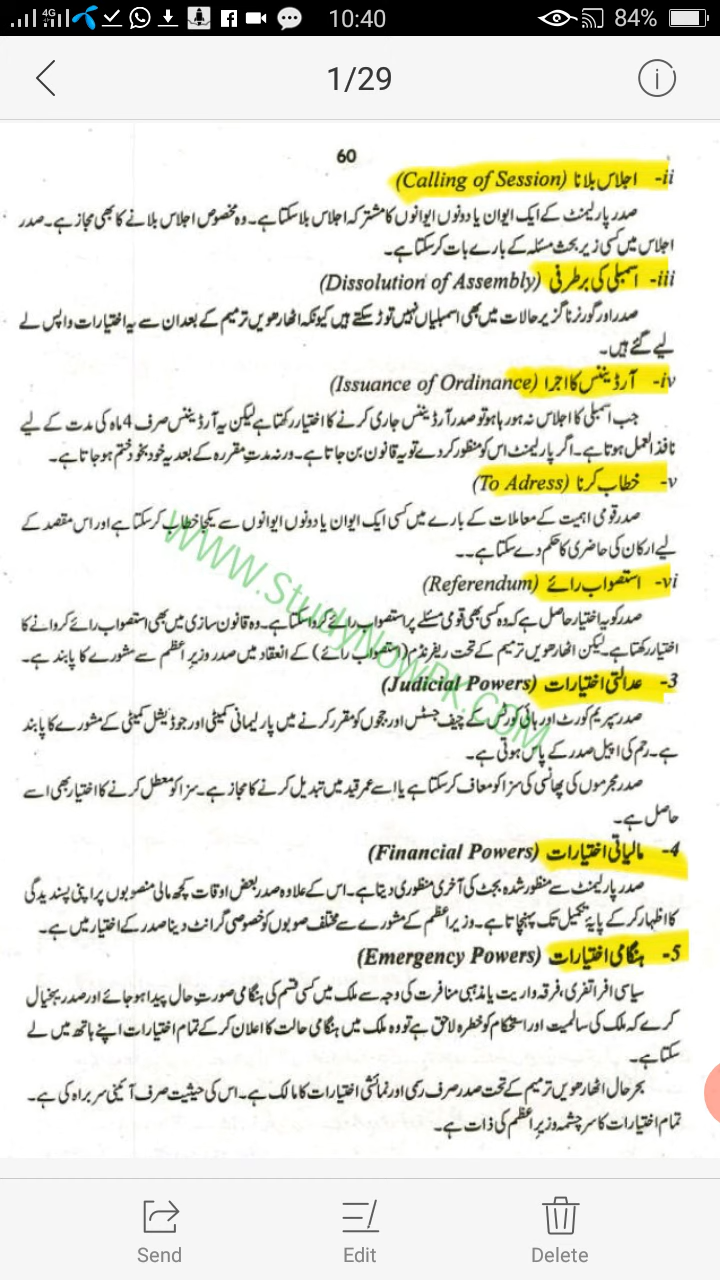 4G 10:40 84%
1/29
60
ii- اجلاس بلانا (Calling of Session)
صدر پارلیمنٹ کے ایک ایوان یا دونوں ایوانوں کا مشترکہ اجلاس بلا سکتا ہے۔ وہ مخصوص اجلاس بلانے کا بھی مجاز ہے۔ صدر
اجلاس میں کسی زیر بحث مسئلہ کے بارے بات کر سکتا ہے۔
iii- اسمبلی کی برطرفی (Dissolution of Assembly)
صدر اور گورنر ناگزیر حالات میں بھی اسمبلیاں نہیں توڑ سکتے ہیں کیونکہ اٹھارھویں ترمیم کے بعد ان سے یہ اختیارات واپس لے
لیے گئے ہیں۔
iv- آرڈیننس کا اجرا (Issuance of Ordinance)
جب اسمبلی کا اجلاس نہ ہو رہا ہو تو صدر آرڈیننس جاری کرنے کا اختیار رکھتا ہے لیکن یہ آرڈیننس صرف 4 ماہ کی مدت کے لیے
نافذ العمل ہوتا ہے۔ اگر پارلیمنٹ اس کو منظور کر دے تو یہ قانون بن جاتا ہے۔ ورنہ مدتِ مقررہ کے بعد یہ خود بخود ختم ہو جاتا ہے۔
v- خطاب کرنا (To Adress)
صدر قومی اہمیت کے معاملات کے بارے میں کسی ایک ایوان یا دونوں ایوانوں سے یکجا خطاب کر سکتا ہے اور اس مقصد کے
لیے ارکان کی حاضری کا حکم دے سکتا ہے۔۔
vi- استصواب رائے (Referendum)
صدر کو یہ اختیار حاصل ہے کہ وہ کسی بھی قومی مسئلے پر استصواب رائے کروا سکتا ہے۔ وہ قانون سازی میں بھی استصواب رائے کروانے کا
اختیار رکھتا ہے۔ لیکن اٹھارھویں ترمیم کے تحت ریفرنڈم (استصواب رائے) کے انعقاد میں صدر وزیرِ اعظم سے مشورے کا پابند ہے۔
3- عدالتی اختیارات (Judicial Powers)
صدر سپریم کورٹ اور ہائی کورٹس کے چیف جسٹس اور ججوں کو مقرر کرنے میں پارلیمانی کمیٹی اور جوڈیشل کمیٹی کے مشورے کا پابند
ہے۔ رحم کی اپیل صدر کے پاس ہوتی ہے۔
صدر مجرموں کی پھانسی کی سزا کو معاف کر سکتا ہے یا اسے عمر قید میں تبدیل کرنے کا مجاز ہے۔ سزا کو معطل کرنے کا اختیار بھی اسے
حاصل ہے۔
4- مالیاتی اختیارات (Financial Powers)
صدر پارلیمنٹ سے منظور شدہ بجٹ کی آخری منظوری دیتا ہے۔ اس کے علاوہ صدر بعض اوقات کچھ مالی منصوبوں پر اپنی پسندیدگی
کا اظہار کر کے پایہ تکمیل تک پہنچاتا ہے۔ وزیرِ اعظم کے مشورے سے مختلف صوبوں کو خصوصی گرانٹ دینا صدر کے اختیار میں ہے۔
5- ہنگامی اختیارات (Emergency Powers)
سیاسی افراتفری، فرقہ واریت یا مذہبی منافرت کی وجہ سے ملک میں کسی قسم کی ہنگامی صورتِ حال پیدا ہو جائے اور صدر یہ خیال
کرے کہ ملک کی سالمیت اور استحکام کو خطرہ لاحق ہے تو وہ ملک میں ہنگامی حالت کا اعلان کر کے تمام اختیارات اپنے ہاتھ میں لے
سکتا ہے۔
بہر حال اٹھارھویں ترمیم کے تحت صدر صرف رسمی اور نمائشی اختیارات کا مالک ہے۔ اس کی حیثیت صرف آئینی سربراہ کی ہے۔
تمام اختیارات کا سرچشمہ وزیرِ اعظم کی ذات ہے۔
WWW.StudyNowPK.COM
Send Edit Delete